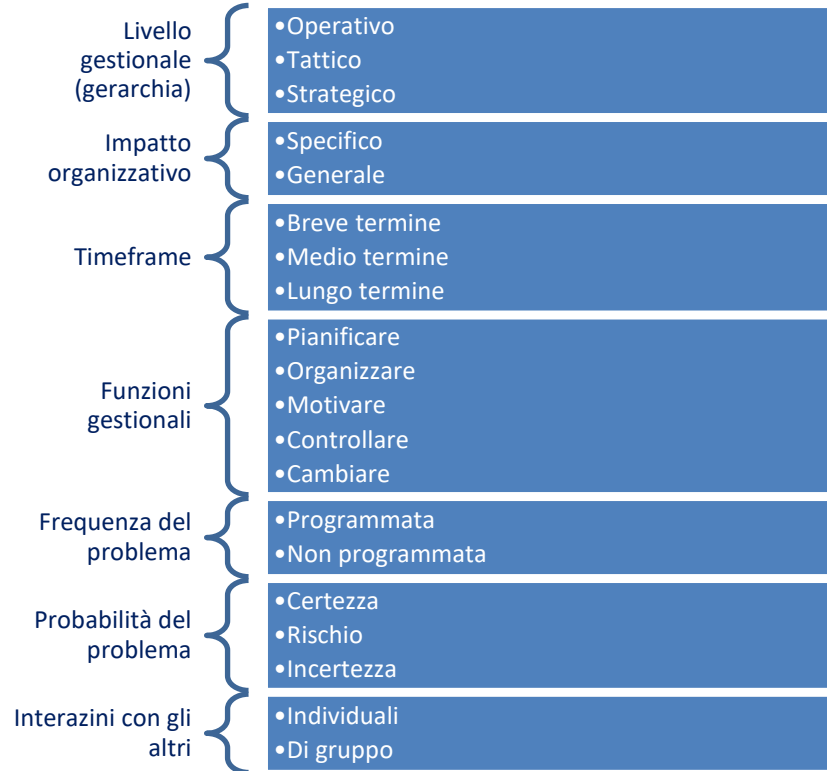 Livello
gestionale
(gerarchia)
•Operativo
•Tattico
•Strategico
Impatto
organizzativo
•Specifico
•Generale
Timeframe
•Breve termine
•Medio termine
•Lungo termine
Funzioni
gestionali
•Pianificare
•Organizzare
•Motivare
•Controllare
•Cambiare
Frequenza del
problema
•Programmata
•Non programmata
Probabilità del
problema
•Certezza
•Rischio
•Incertezza
Interazini con gli
altri
•Individuali
•Di gruppo